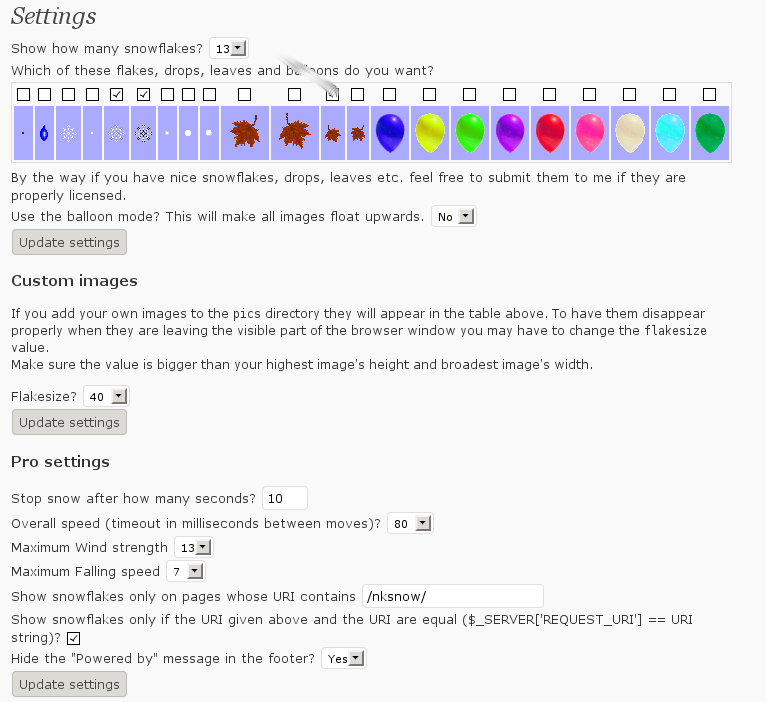 Settings
Show how many snowflakes? 13
Which of these flakes, drops, leaves and balloons do you want?
By the way if you have nice snowflakes, drops, leaves etc. feel free to submit them to me if they are
properly licensed.
Use the balloon mode? This will make all images float upwards. No
Update settings
Custom images
If you add your own images to the pics directory they will appear in the table above. To have them disappear
properly when they are leaving the visible part of the browser window you may have to change the flakesize
value.
Make sure the value is bigger than your highest image's height and broadest image's width.
Flakesize? 40
Update settings
Pro settings
Stop snow after how many seconds? 10
Overall speed (timeout in milliseconds between moves)? 80
Maximum Wind strength 13
Maximum Falling speed 7
Show snowflakes only on pages whose URI contains /nksnow/
Show snowflakes only if the URI given above and the URI are equal ($_SERVER['REQUEST_URI'] == URI
string)?
Hide the "Powered by" message in the footer? Yes
Update settings